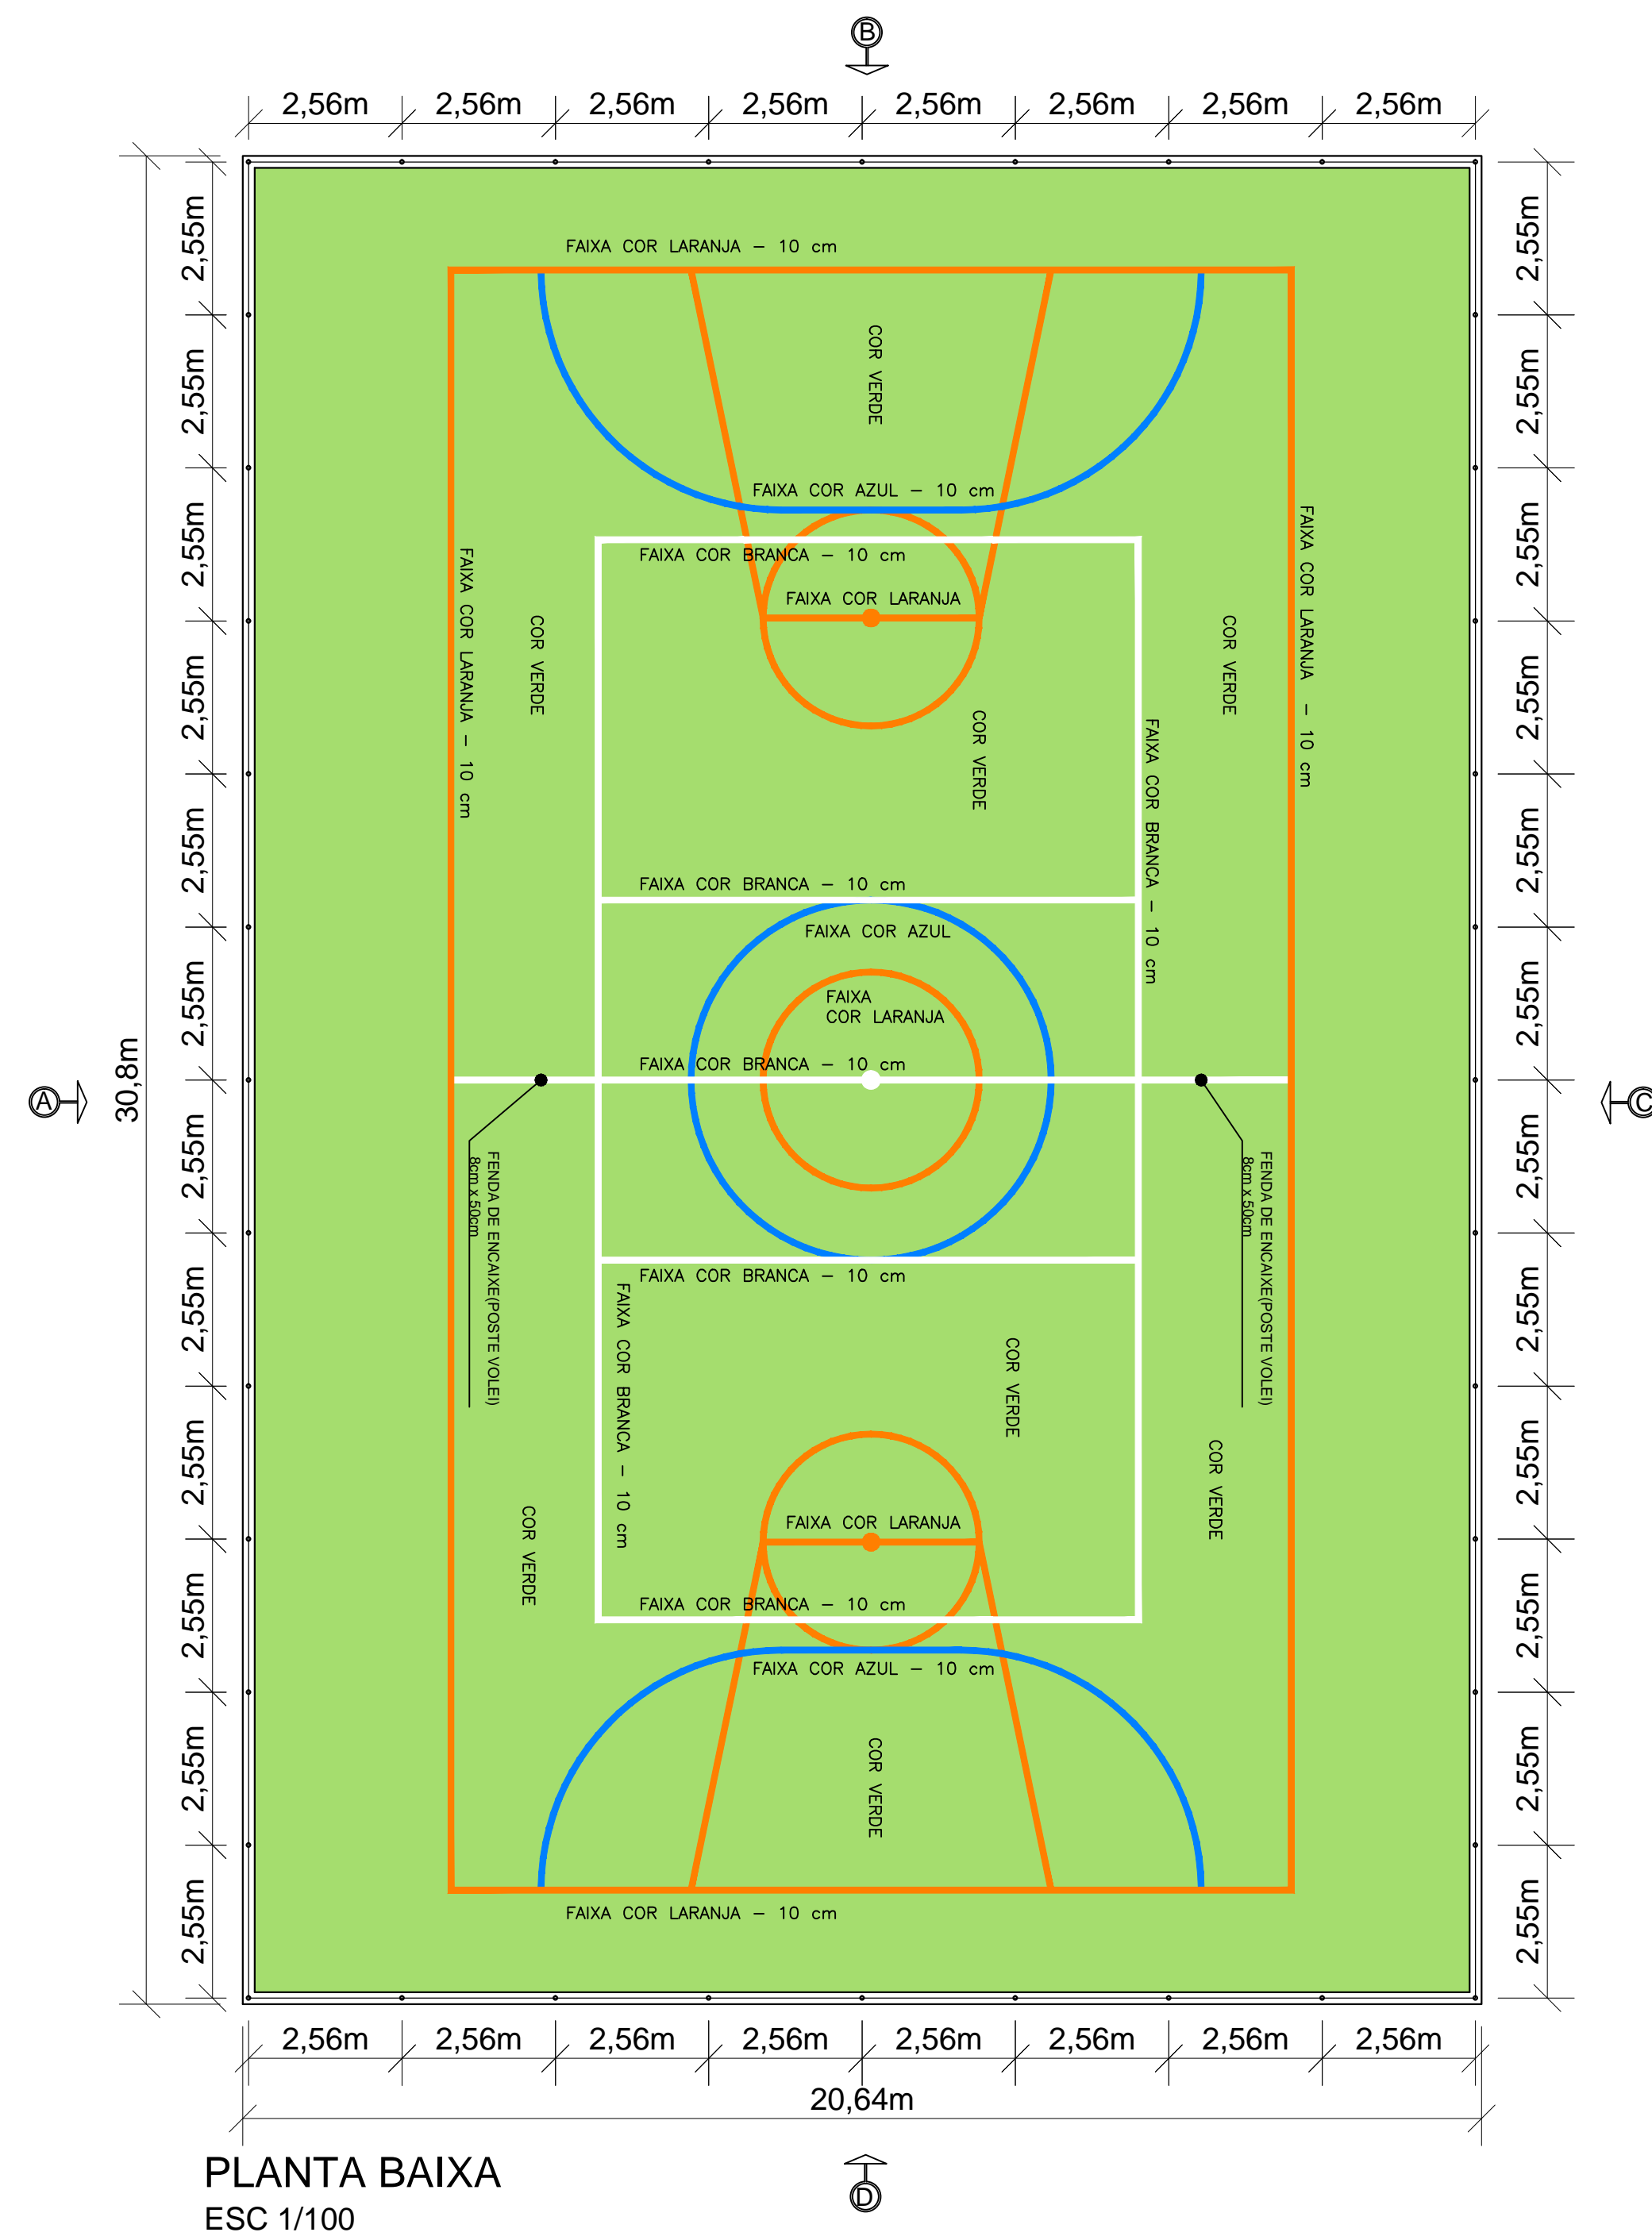 B
2,56m 2,56m 2,56m 2,56m 2,56m 2,56m 2,56m 2,56m
FAIXA COR LARANJA - 10 cm
COR VERDE
FAIXA COR AZUL - 10 cm
FAIXA COR BRANCA - 10 cm
FAIXA COR LARANJA
FAIXA COR LARANJA - 10 cm
COR VERDE
COR VERDE
FAIXA COR LARANJA - 10 cm
COR VERDE
FAIXA COR BRANCA - 10 cm
FAIXA COR BRANCA - 10 cm
FAIXA COR AZUL
FAIXA
COR LARANJA
FAIXA COR BRANCA - 10 cm
2,55m
2,55m
2,55m
2,55m
2,55m
2,55m
2,55m
2,55m
2,55m
2,55m
2,55m
2,55m
30,8m
A
2,55m
2,55m
2,55m
2,55m
2,55m
2,55m
2,55m
2,55m
2,55m
2,55m
2,55m
2,55m
C
FENDA DE ENCAIXE(POSTE VOLEI)
8cm x 50cm
FENDA DE ENCAIXE(POSTE VOLEI)
8cm x 50cm
FAIXA COR BRANCA - 10 cm
FAIXA COR BRANCA - 10 cm
COR VERDE
COR VERDE
COR VERDE
FAIXA COR LARANJA
FAIXA COR BRANCA - 10 cm
FAIXA COR AZUL - 10 cm
COR VERDE
FAIXA COR LARANJA - 10 cm
2,56m 2,56m 2,56m 2,56m 2,56m 2,56m 2,56m 2,56m
20,64m
PLANTA BAIXA
ESC 1/100
D